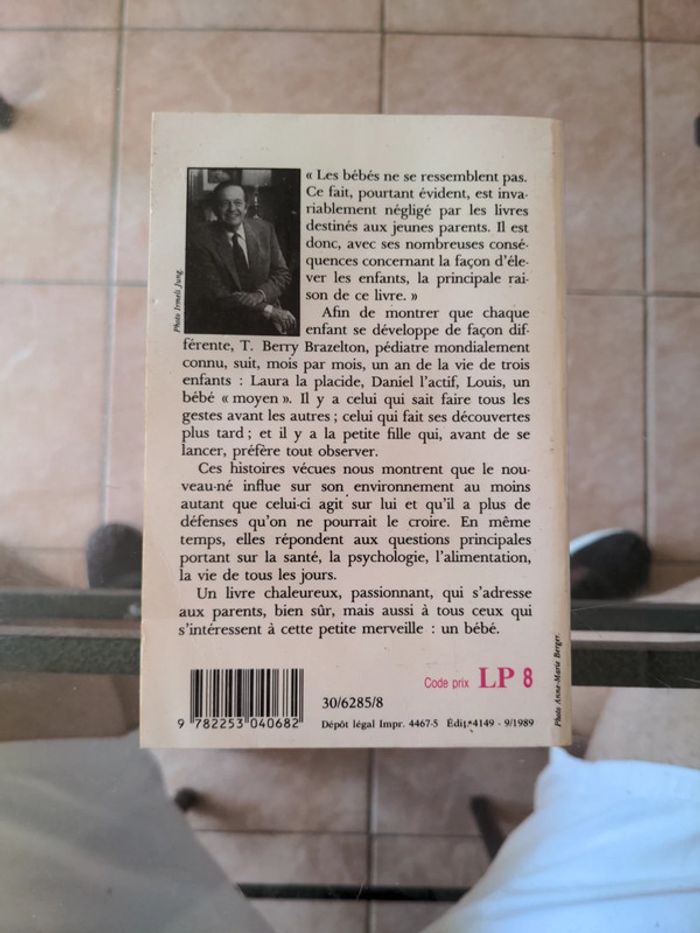 « Les bébés ne se ressemblent pas.
Ce fait, pourtant évident, est inva-
riablement négligé par les livres
destinés aux jeunes parents. Il est
donc, avec ses nombreuses consé-
quences concernant la façon d'éle-
ver les enfants, la principale rai-
son de ce livre. »
Photo Irmeli Jung.
Afin de montrer que chaque
enfant se développe de façon dif-
férente, T. Berry Brazelton, pédiatre mondialement
connu, suit, mois par mois, un an de la vie de trois
enfants : Laura la placide, Daniel l'actif, Louis, un
bébé « moyen ». Il y a celui qui sait faire tous les
gestes avant les autres ; celui qui fait ses découvertes
plus tard ; et il y a la petite fille qui, avant de se
lancer, préfère tout observer.
Ces histoires vécues nous montrent que le nou-
veau-né influe sur son environnement au moins
autant que celui-ci agit sur lui et qu'il a plus de
défenses qu'on ne pourrait le croire. En même
temps, elles répondent aux questions principales
portant sur la santé, la psychologie, l'alimentation,
la vie de tous les jours.
Un livre chaleureux, passionnant, qui s'adresse
aux parents, bien sûr, mais aussi à tous ceux qui
s'intéressent à cette petite merveille : un bébé.
Photo Anne-Marie Berger.
Code prix LP 8
30/6285/8
9 782253 040682
Dépôt légal Impr. 4467-5 Édit. 4149 - 9/1989